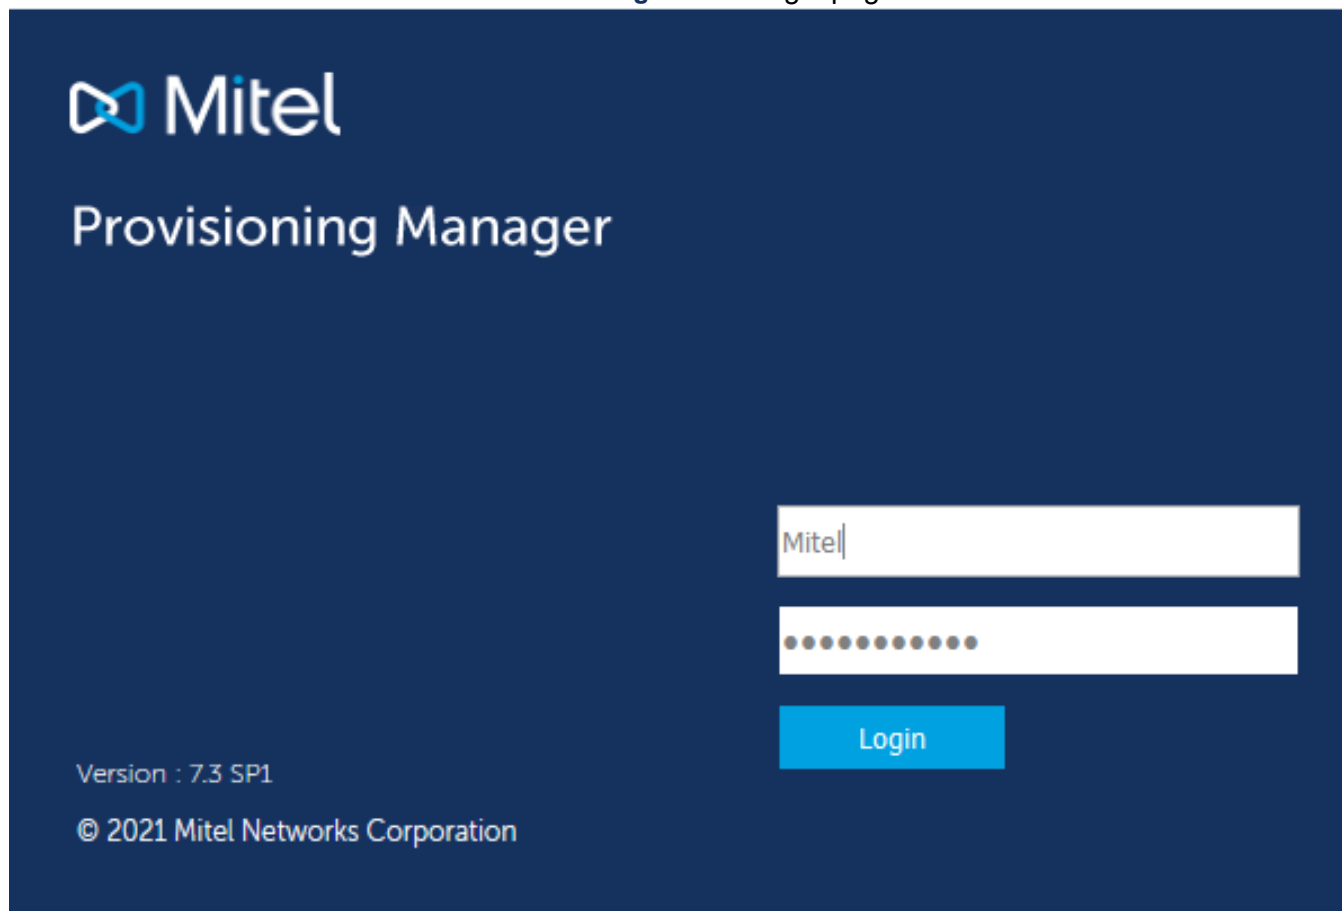 Mitel
Provisioning Manager
Mitel
●●●●●●●●●●●
Login
Version : 7.3 SP1
© 2021 Mitel Networks Corporation